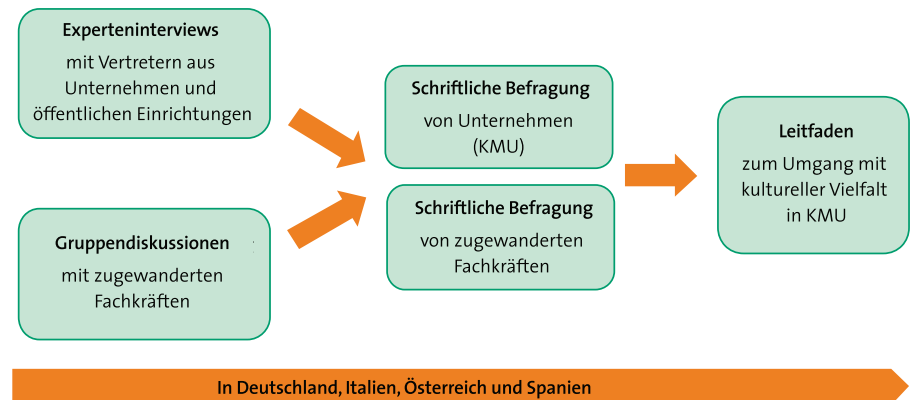 Experteninterviews
mit Vertretern aus
Unternehmen und
öffentlichen Einrichtungen
Gruppendiskussionen
mit zugewanderten
Fachkräften
Schriftliche Befragung
von Unternehmen
(KMU)
Schriftliche Befragung
von zugewanderten
Fachkräften
Leitfaden
zum Umgang mit
kultureller Vielfalt
in KMU
In Deutschland, Italien, Österreich und Spanien